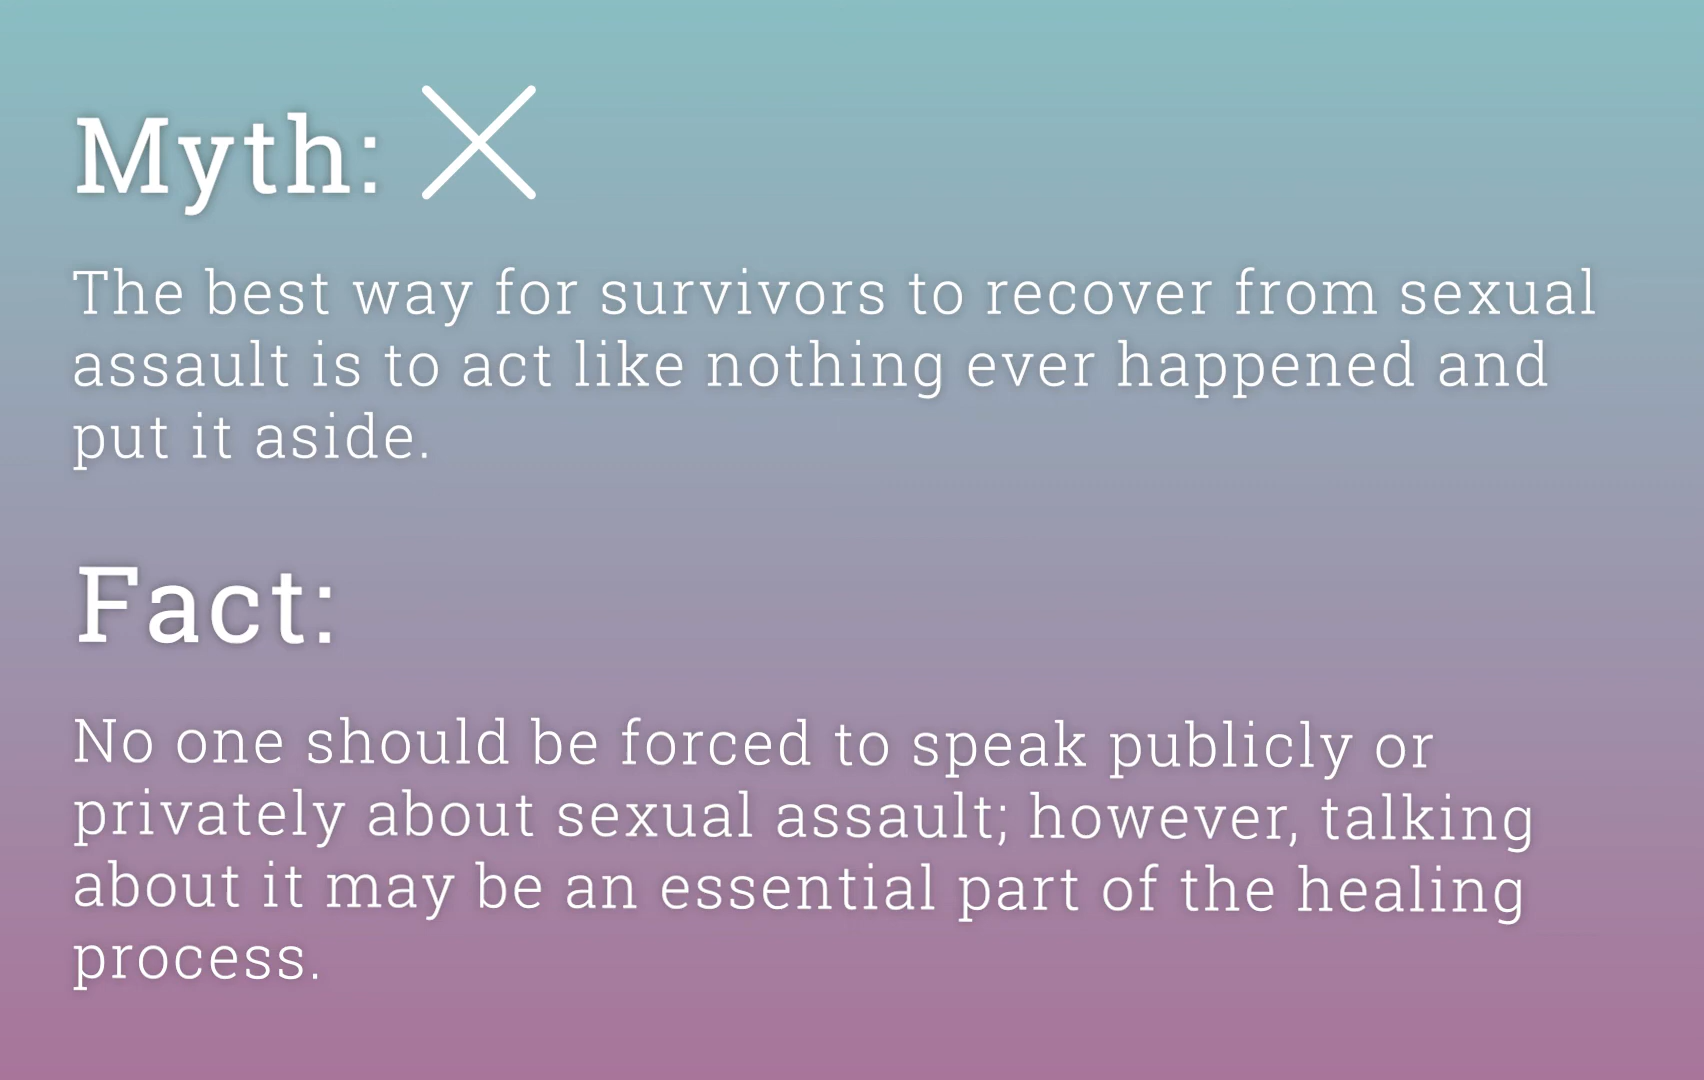 Myth:
The best way for survivors to recover from sexual
assault is to act like nothing ever happened and
put it aside.
Fact:
No one should be forced to speak publicly or
privately about sexual assault; however, talking
about it may be an essential part of the healing
process.